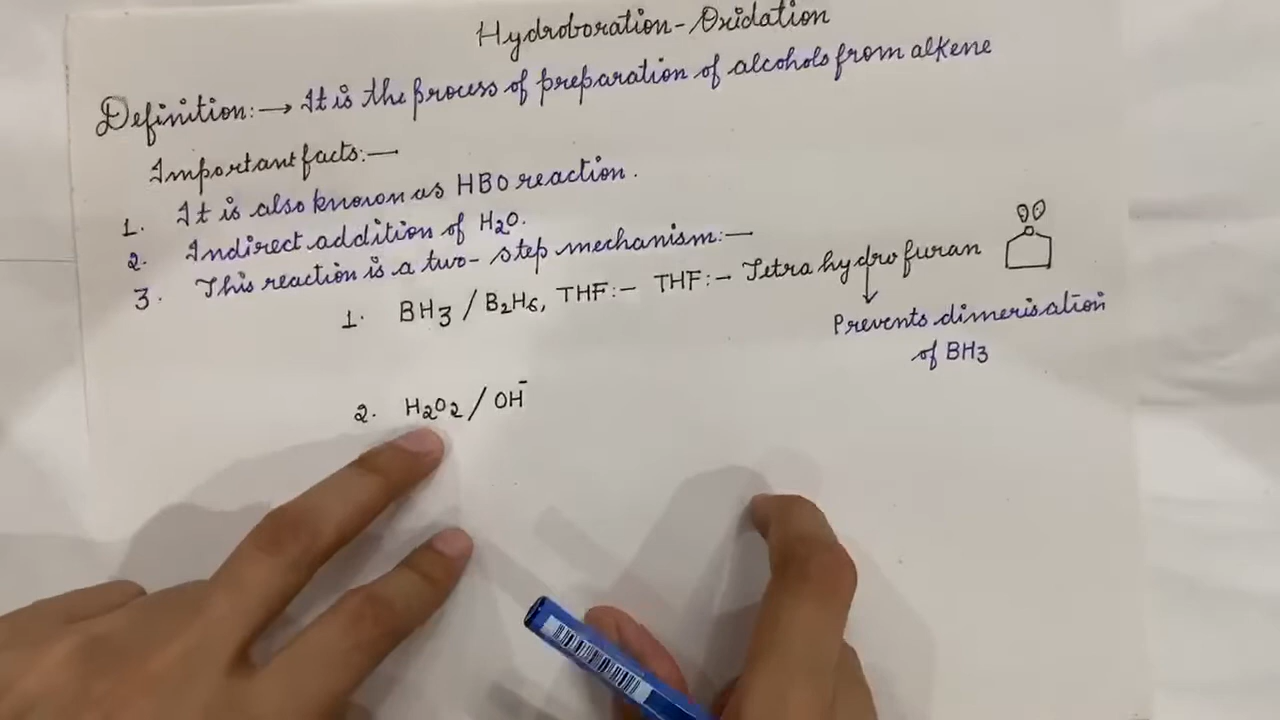 Hydroboration-Oxidation
Definition:→ It is the process of preparation of alcohols from alkene
Important facts:—
1. It is also known as HBO reaction.
2. Indirect addition of H₂O.
3. This reaction is a two-step mechanism:—
1. BH₃ / B₂H₆, THF:- THF:- Tetra hydro furan
Prevents dimerisation
of BH₃
2. H₂O₂ / OH⁻